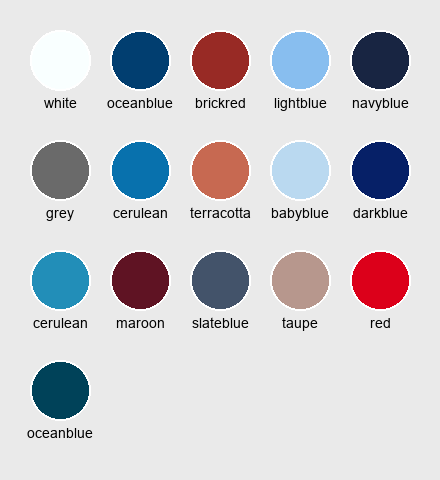 white oceanblue brickred lightblue navyblue
grey cerulean terracotta babyblue darkblue
cerulean maroon slateblue taupe red
oceanblue